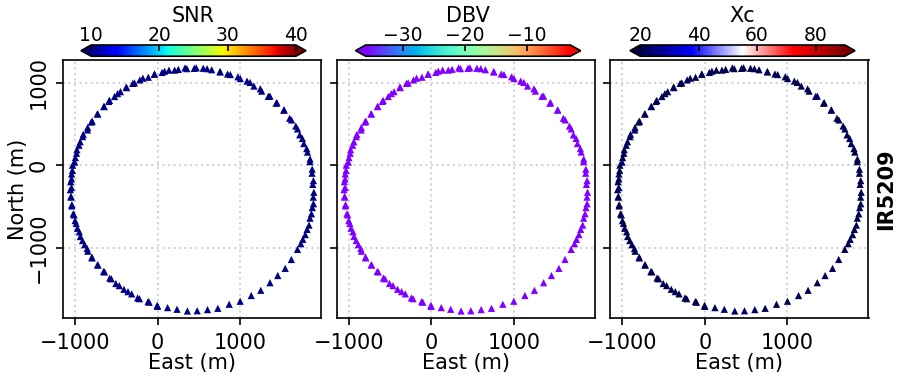 SNR DBV Xc
10 20 30 40 −30 −20 −10 20 40 60 80
1000
0
−1000
North (m)
IR5209
−1000 0 1000 −1000 0 1000 −1000 0 1000
East (m) East (m) East (m)